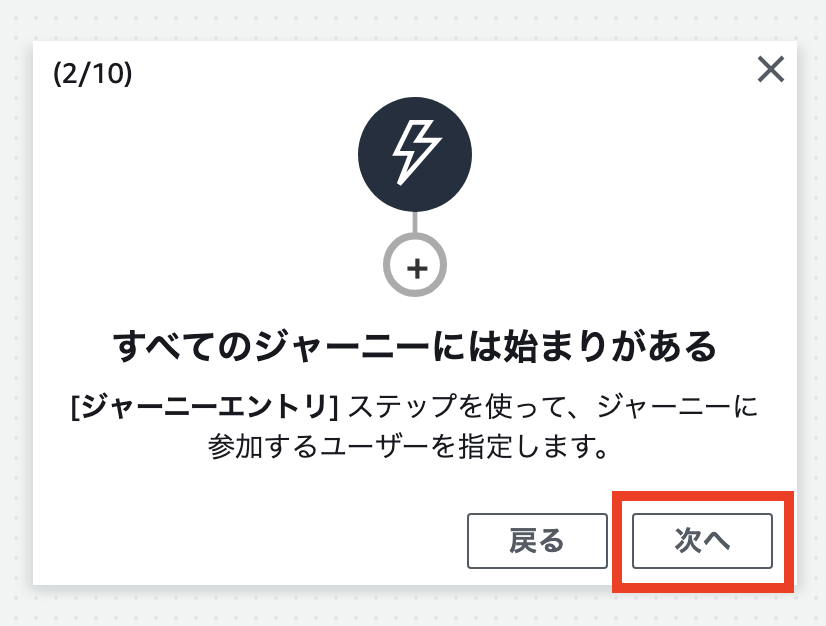 (2/10)
すべてのジャーニーには始まりがある
[ジャーニーエントリ] ステップを使って、ジャーニーに
参加するユーザーを指定します。
戻る
次へ